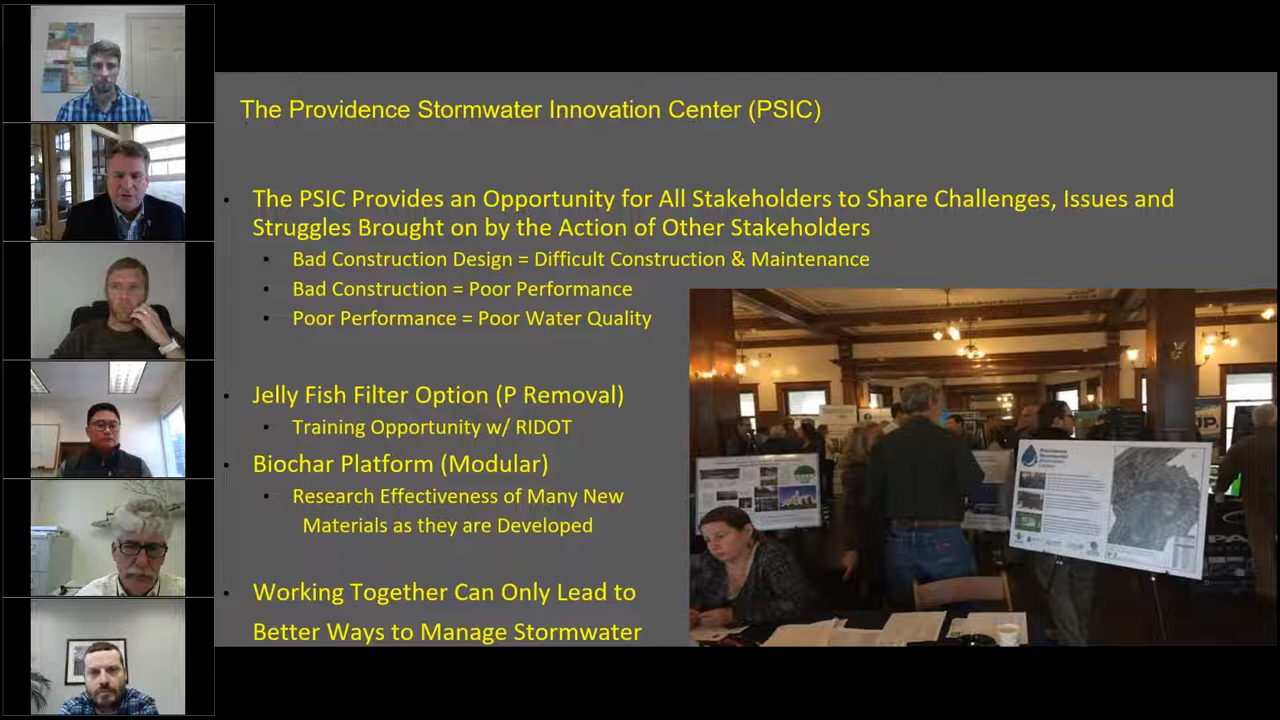 The Providence Stormwater Innovation Center (PSIC)
The PSIC Provides an Opportunity for All Stakeholders to Share Challenges, Issues and
Struggles Brought on by the Action of Other Stakeholders
Bad Construction Design = Difficult Construction & Maintenance
Bad Construction = Poor Performance
Poor Performance = Poor Water Quality
Jelly Fish Filter Option (P Removal)
Training Opportunity w/ RIDOT
Biochar Platform (Modular)
Research Effectiveness of Many New
Materials as they are Developed
Working Together Can Only Lead to
Better Ways to Manage Stormwater